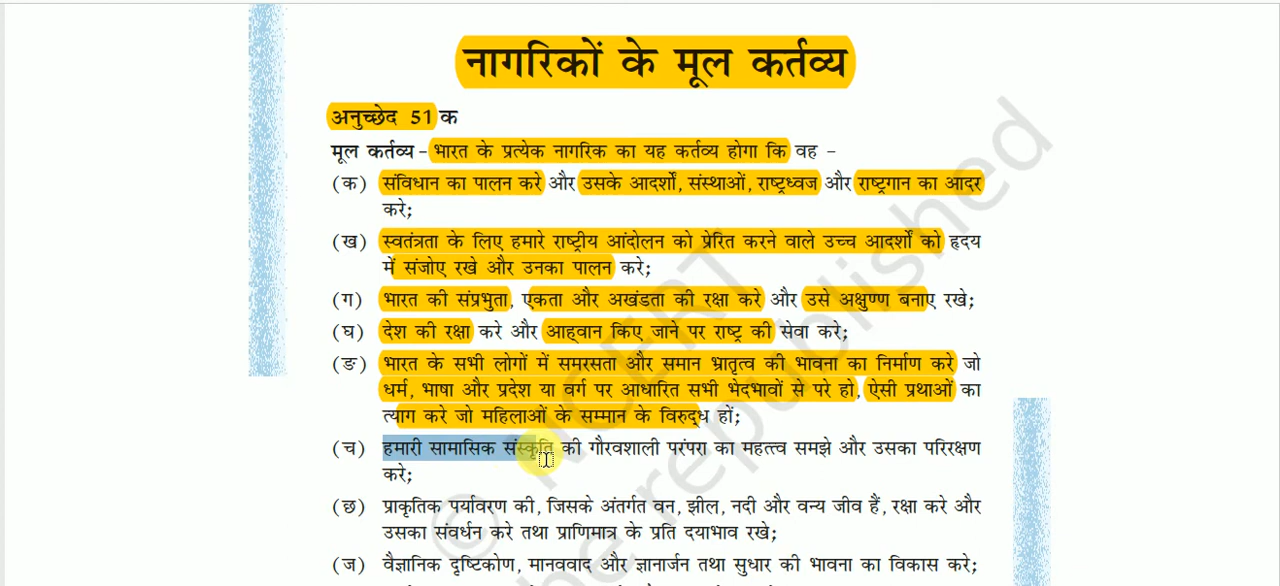 नागरिकों के मूल कर्तव्य
अनुच्छेद 51 क
मूल कर्तव्य - भारत के प्रत्येक नागरिक का यह कर्तव्य होगा कि वह –
(क) संविधान का पालन करे और उसके आदर्शों, संस्थाओं, राष्ट्रध्वज और राष्ट्रगान का आदर
करे;
(ख) स्वतंत्रता के लिए हमारे राष्ट्रीय आंदोलन को प्रेरित करने वाले उच्च आदर्शों को हृदय
में संजोए रखे और उनका पालन करे;
(ग) भारत की संप्रभुता, एकता और अखंडता की रक्षा करे और उसे अक्षुण्ण बनाए रखे;
(घ) देश की रक्षा करे और आह्वान किए जाने पर राष्ट्र की सेवा करे;
(ङ) भारत के सभी लोगों में समरसता और समान भ्रातृत्व की भावना का निर्माण करे जो
धर्म, भाषा और प्रदेश या वर्ग पर आधारित सभी भेदभावों से परे हो, ऐसी प्रथाओं का
त्याग करे जो महिलाओं के सम्मान के विरुद्ध हों;
(च) हमारी सामासिक संस्कृति की गौरवशाली परंपरा का महत्त्व समझे और उसका परिरक्षण
करे;
(छ) प्राकृतिक पर्यावरण की, जिसके अंतर्गत वन, झील, नदी और वन्य जीव हैं, रक्षा करे और
उसका संवर्धन करे तथा प्राणिमात्र के प्रति दयाभाव रखे;
(ज) वैज्ञानिक दृष्टिकोण, मानववाद और ज्ञानार्जन तथा सुधार की भावना का विकास करे;
© NCERT
be republished